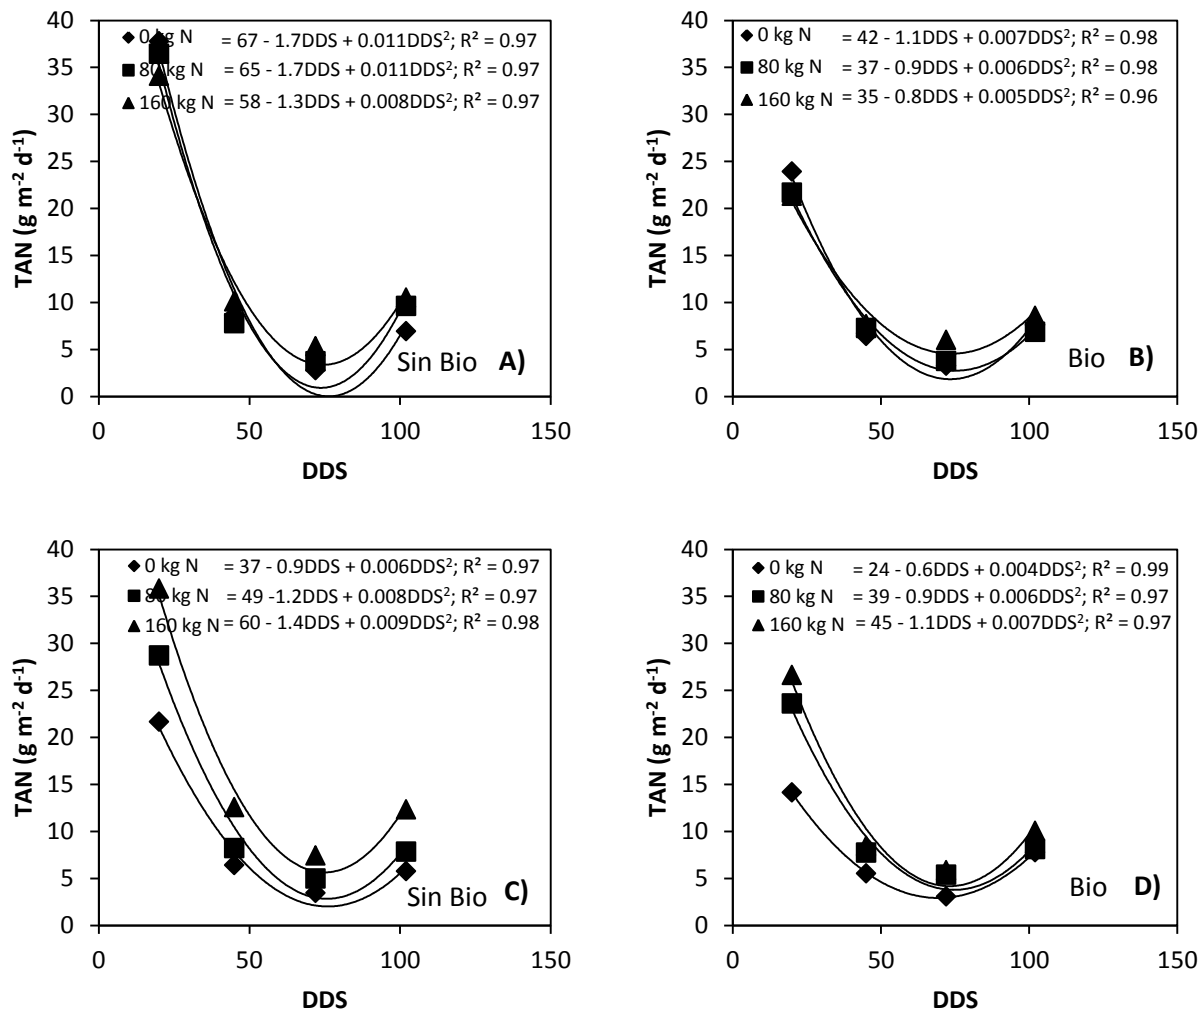 0 kg N = 67 - 1.7DDS + 0.011DDS²; R² = 0.97
80 kg N = 65 - 1.7DDS + 0.011DDS²; R² = 0.97
160 kg N = 58 - 1.3DDS + 0.008DDS²; R² = 0.97
40
35
30
25
20
15
10
5
0
TAN (g m⁻² d⁻¹)
Sin Bio A)
0 50 100 150
DDS
0 kg N = 42 - 1.1DDS + 0.007DDS²; R² = 0.98
80 kg N = 37 - 0.9DDS + 0.006DDS²; R² = 0.98
160 kg N = 35 - 0.8DDS + 0.005DDS²; R² = 0.96
40
35
30
25
20
15
10
5
0
TAN (g m⁻² d⁻¹)
Bio B)
0 50 100 150
DDS
0 kg N = 37 - 0.9DDS + 0.006DDS²; R² = 0.97
80 kg N = 49 - 1.2DDS + 0.008DDS²; R² = 0.97
160 kg N = 60 - 1.4DDS + 0.009DDS²; R² = 0.98
40
35
30
25
20
15
10
5
0
TAN (g m⁻² d⁻¹)
Sin Bio C)
0 50 100 150
DDS
0 kg N = 24 - 0.6DDS + 0.004DDS²; R² = 0.99
80 kg N = 39 - 0.9DDS + 0.006DDS²; R² = 0.97
160 kg N = 45 - 1.1DDS + 0.007DDS²; R² = 0.97
40
35
30
25
20
15
10
5
0
TAN (g m⁻² d⁻¹)
Bio D)
0 50 100 150
DDS